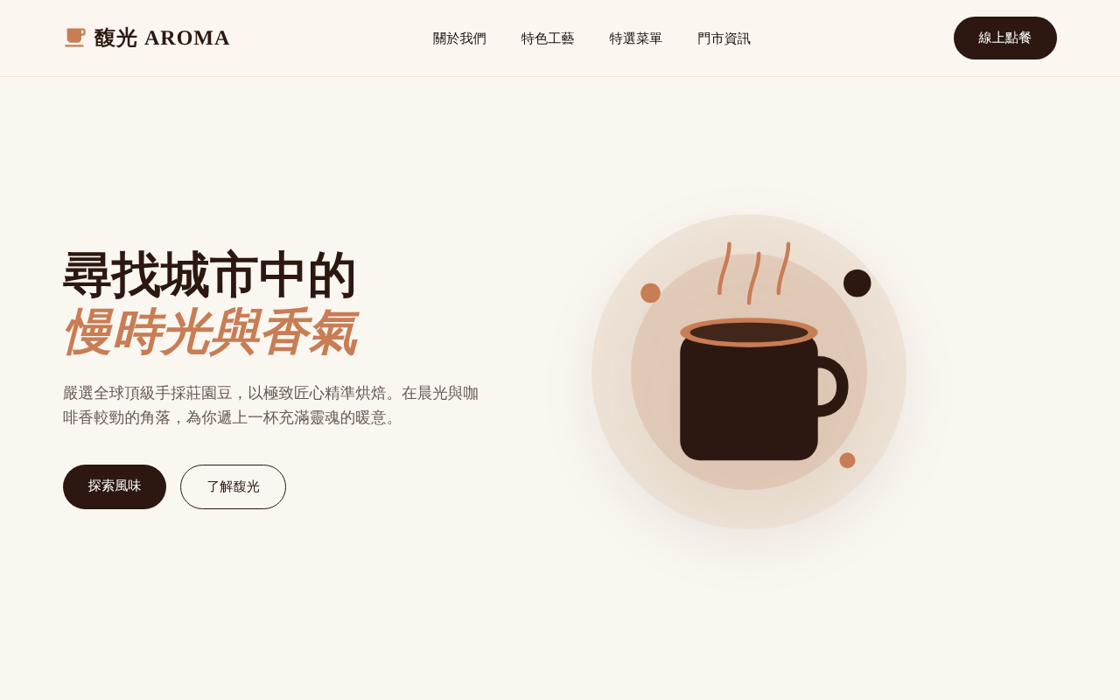 馥光 AROMA
關於我們
特色工藝
特選菜單
門市資訊
線上點餐
尋找城市中的
慢時光與香氣
嚴選全球頂級手採莊園豆，以極致匠心精準烘焙。在晨光與咖
啡香較勁的角落，為你遞上一杯充滿靈魂的暖意。
探索風味
了解馥光